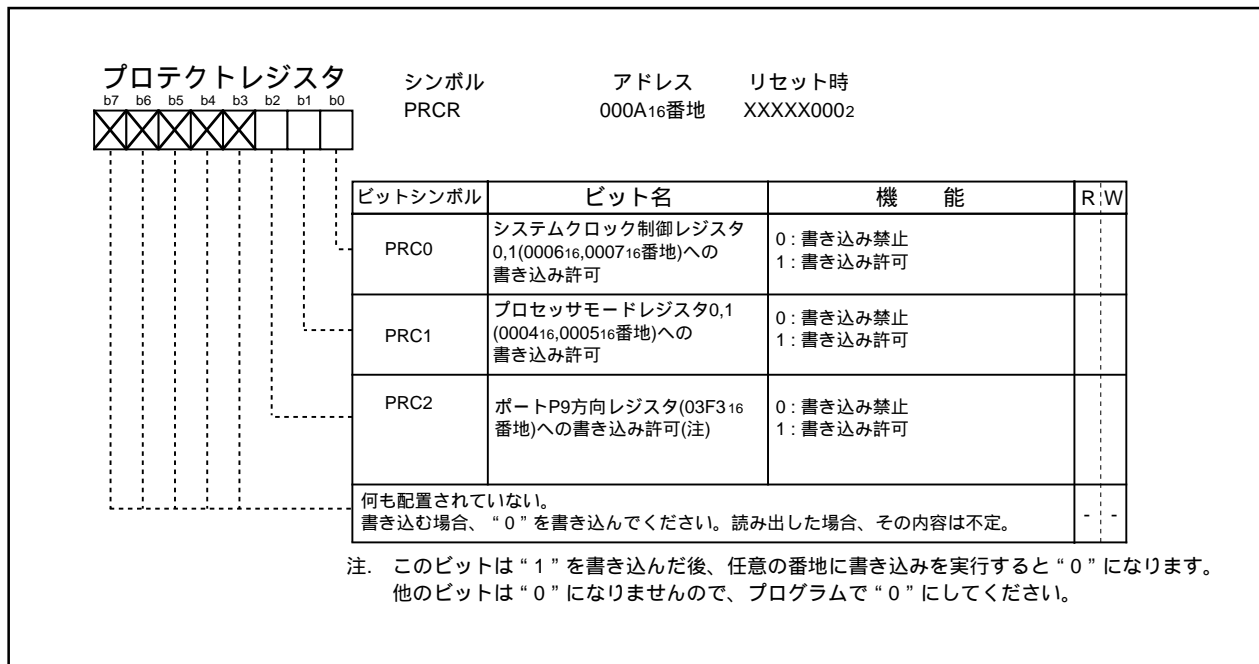 プロテクトレジスタ
シンボル アドレス リセット時
b7 b6 b5 b4 b3 b2 b1 b0
PRCR 000A16番地 XXXXX0002
ビットシンボル ビット名 機 能 R W
PRC0
システムクロック制御レジスタ
0,1(000616,000716番地)への
書き込み許可
0 : 書き込み禁止
1 : 書き込み許可
PRC1
プロセッサモードレジスタ0,1
(000416,000516番地)への
書き込み許可
0 : 書き込み禁止
1 : 書き込み許可
PRC2
ポートP9方向レジスタ(03F316
番地)への書き込み許可(注)
0 : 書き込み禁止
1 : 書き込み許可
何も配置されていない。
書き込む場合、“0”を書き込んでください。読み出した場合、その内容は不定。
- -
注. このビットは“1”を書き込んだ後、任意の番地に書き込みを実行すると“0”になります。
他のビットは“0”になりませんので、プログラムで“0”にしてください。